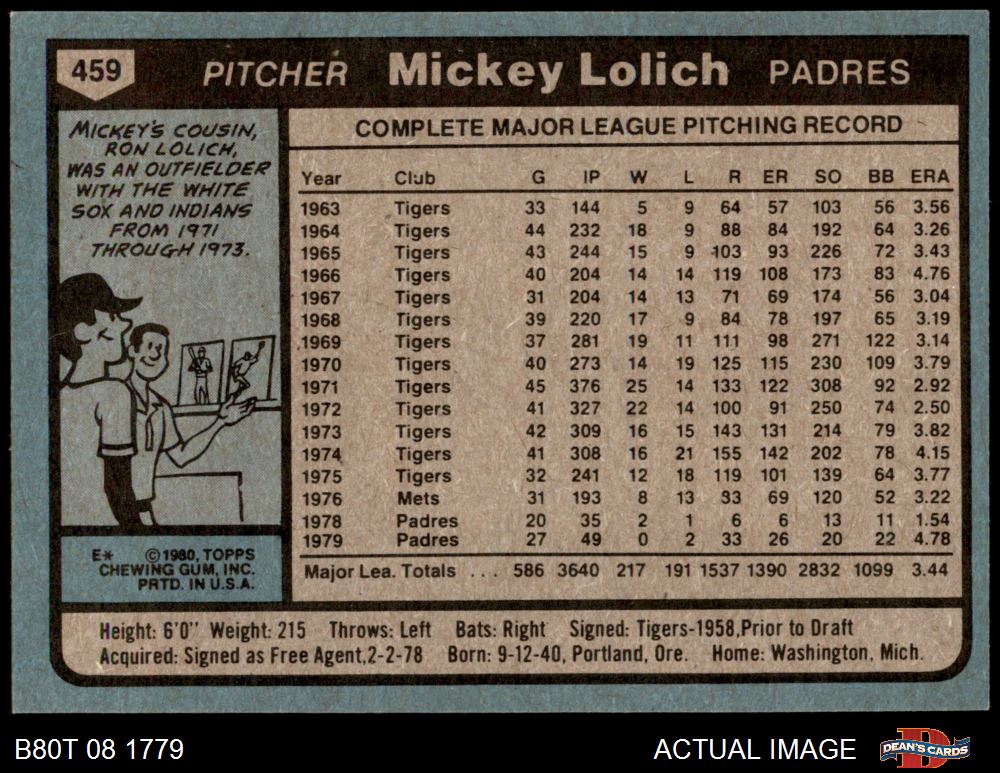 459 PITCHER Mickey Lolich PADRES
MICKEY'S COUSIN,
RON LOLICH,
WAS AN OUTFIELDER
WITH THE WHITE
SOX AND INDIANS
FROM 1971
THROUGH 1973.
COMPLETE MAJOR LEAGUE PITCHING RECORD
Year Club G IP W L R ER SO BB ERA
1963 Tigers 33 144 5 9 64 57 103 56 3.56
1964 Tigers 44 232 18 9 88 84 192 64 3.26
1965 Tigers 43 244 15 9 103 93 226 72 3.43
1966 Tigers 40 204 14 14 119 108 173 83 4.76
1967 Tigers 31 204 14 13 71 69 174 56 3.04
1968 Tigers 39 220 17 9 84 78 197 65 3.19
1969 Tigers 37 281 19 11 111 98 271 122 3.14
1970 Tigers 40 273 14 19 125 115 230 109 3.79
1971 Tigers 45 376 25 14 133 122 308 92 2.92
1972 Tigers 41 327 22 14 100 91 250 74 2.50
1973 Tigers 42 309 16 15 143 131 214 79 3.82
1974 Tigers 41 308 16 21 155 142 202 78 4.15
1975 Tigers 32 241 12 18 119 101 139 64 3.77
1976 Mets 31 193 8 13 83 69 120 52 3.22
1978 Padres 20 35 2 1 6 6 13 11 1.54
1979 Padres 27 49 0 2 33 26 20 22 4.78
Major Lea. Totals ... 586 3640 217 191 1537 1390 2832 1099 3.44
E* ©1980, TOPPS
CHEWING GUM, INC.
PRTD. IN U.S.A.
Height: 6'0" Weight: 215 Throws: Left Bats: Right Signed: Tigers-1958,Prior to Draft
Acquired: Signed as Free Agent,2-2-78 Born: 9-12-40, Portland, Ore. Home: Washington, Mich.
B80T 08 1779 ACTUAL IMAGE DEAN'S CARDS